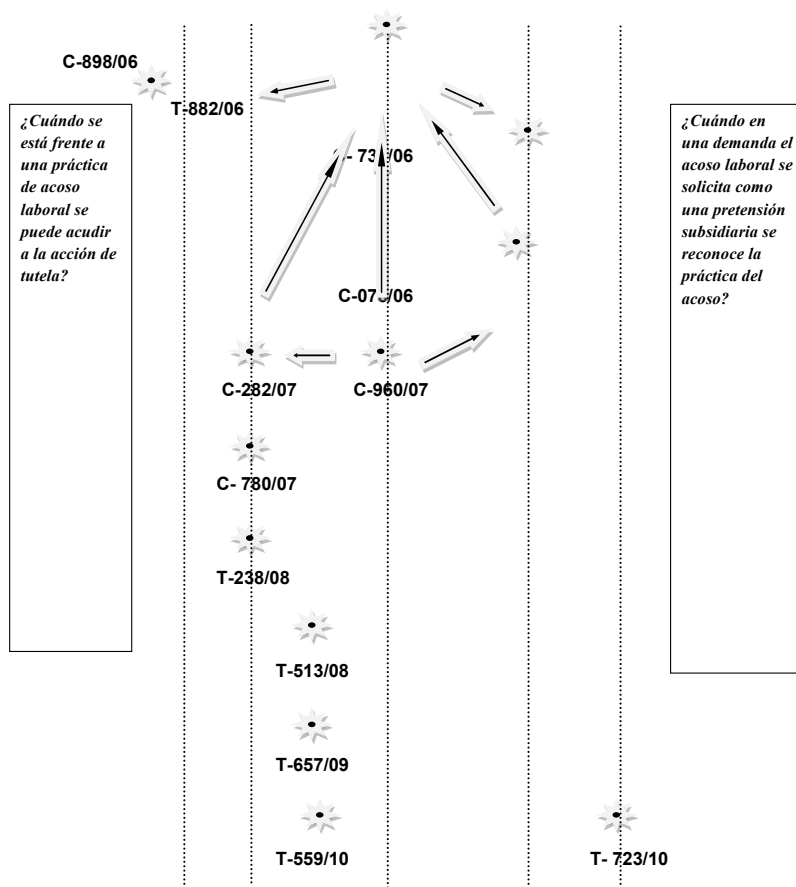 C-898/06
T-882/06
¿Cuándo se
está frente a
una práctica
de acoso
laboral se
puede acudir
a la acción de
tutela?
¿Cuándo en
una demanda el
acoso laboral se
solicita como
una pretensión
subsidiaria se
reconoce la
práctica del
acoso?
C-282/07
C-960/07
C- 780/07
T-238/08
T-513/08
T-657/09
T-559/10
T- 723/10